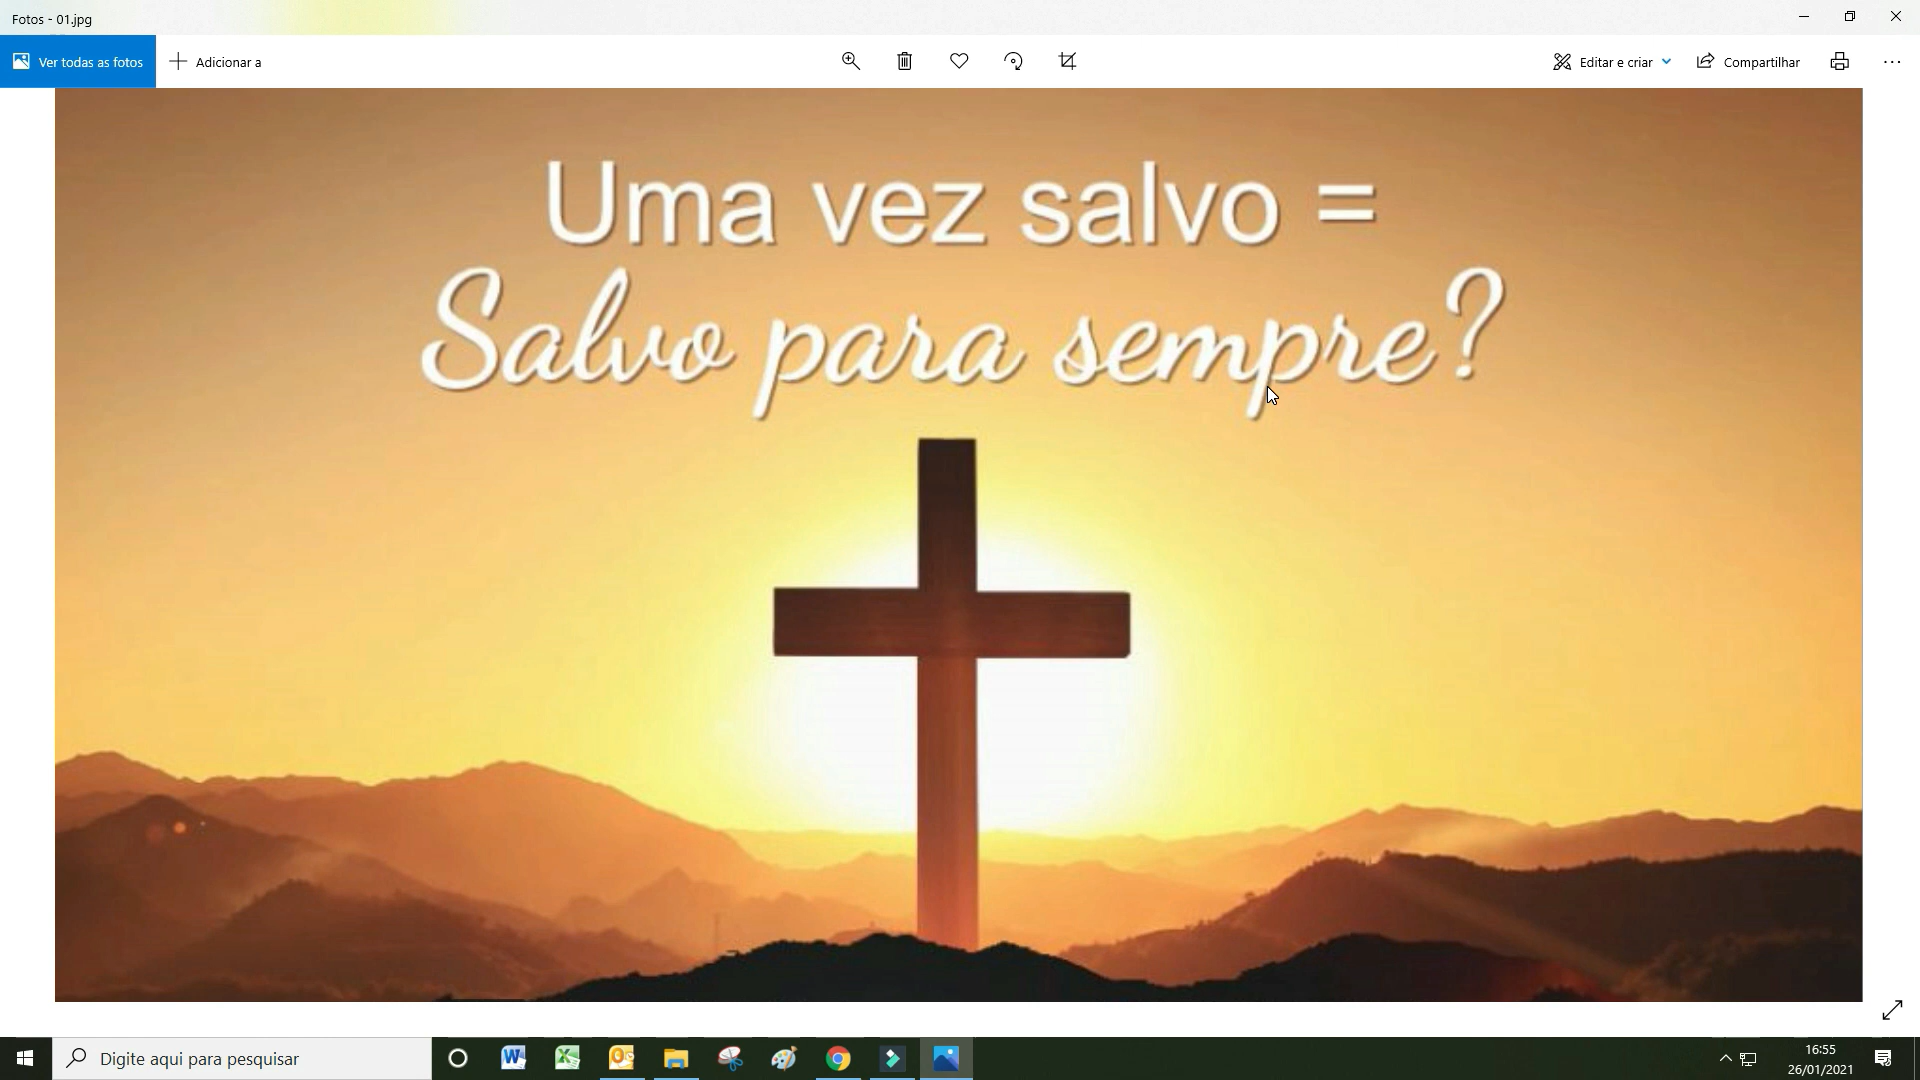 Fotos - 01.jpg
Ver todas as fotos
Adicionar a
Editar e criar
Compartilhar
Uma vez salvo =
Salvo para sempre?
Digite aqui para pesquisar
16:55
26/01/2021